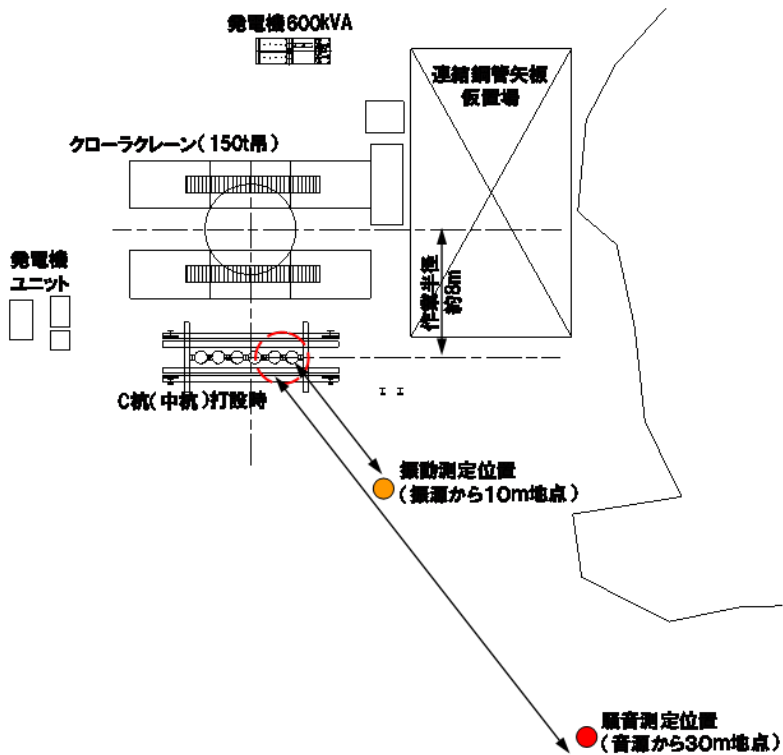 発電機600kVA
連結鋼管矢板
仮置場
クローラクレーン(150t吊)
発電機
ユニット
作業半径
約8m
C杭(中杭)打設時
振動測定位置
(振源から10m地点)
騒音測定位置
(音源から30m地点)